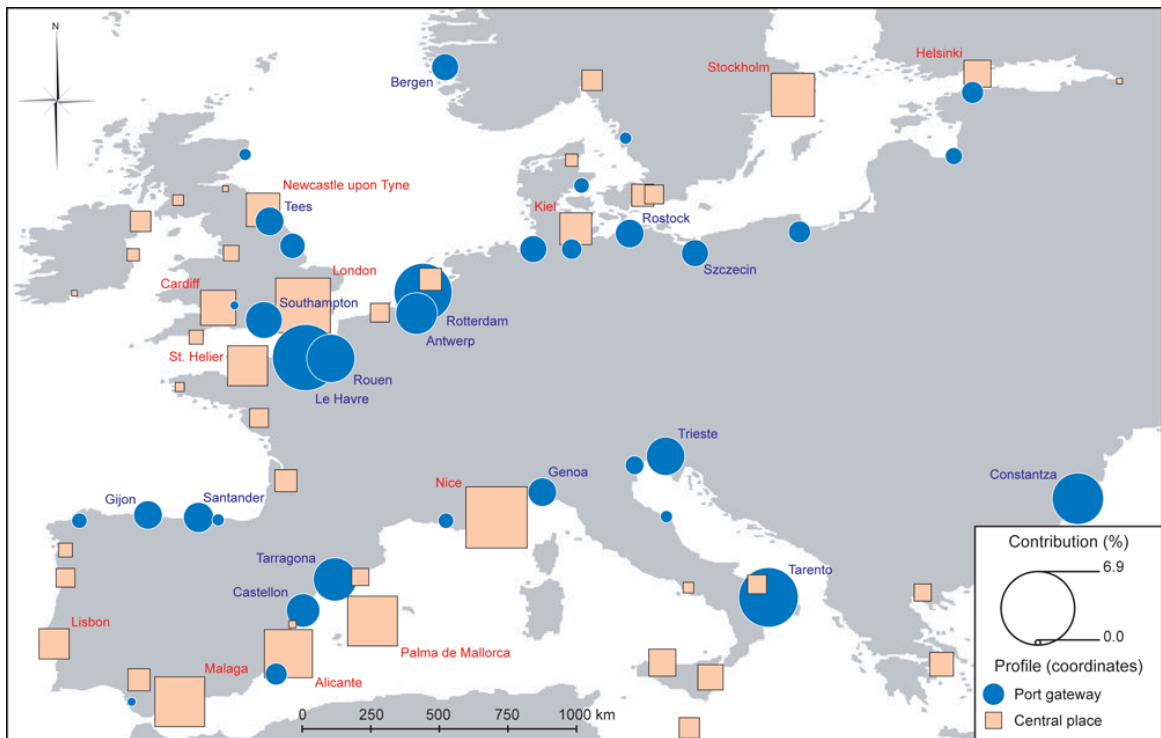 N
Bergen
Stockholm
Helsinki
Newcastle upon Tyne
Tees
Kiel
Rostock
Szczecin
London
Cardiff
Southampton
Rotterdam
Antwerp
St. Helier
Rouen
Le Havre
Trieste
Genoa
Nice
Constantza
Gijon
Santander
Tarragona
Castellon
Tarento
Lisbon
Malaga
Palma de Mallorca
Alicante
0 250 500 1000 km
Contribution (%)
6.9
0.0
Profile (coordinates)
Port gateway
Central place